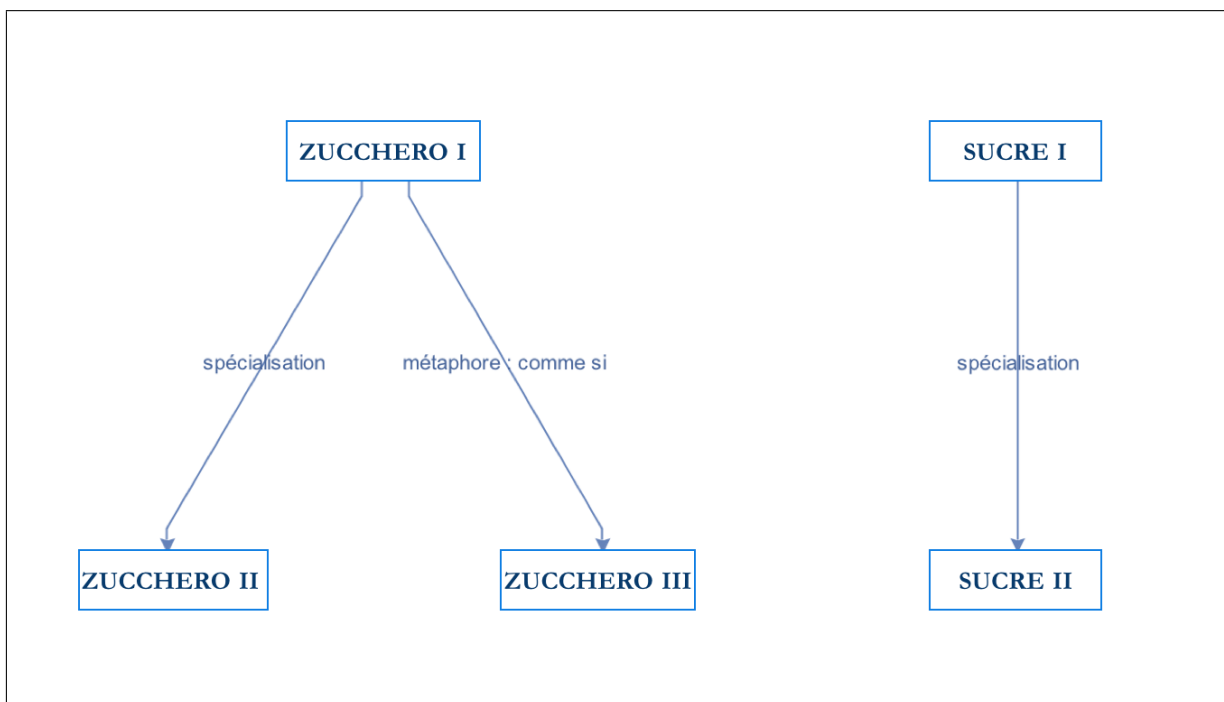 ZUCCHERO I
SUCRE I
spécialisation
métaphore : comme si
spécialisation
ZUCCHERO II
ZUCCHERO III
SUCRE II